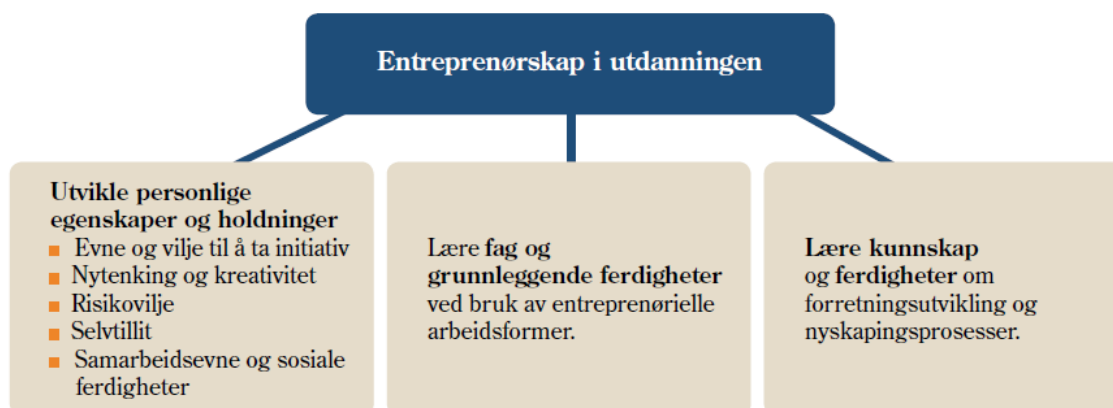 Entreprenørskap i utdanningen
Utvikle personlige
egenskaper og holdninger
Evne og vilje til å ta initiativ
Nytenking og kreativitet
Risikovilje
Selvtillit
Samarbeidsevne og sosiale
ferdigheter
Lære fag og
grunnleggende ferdigheter
ved bruk av entreprenørielle
arbeidsformer.
Lære kunnskap
og ferdigheter om
forretningsutvikling og
nyskapingsprosesser.